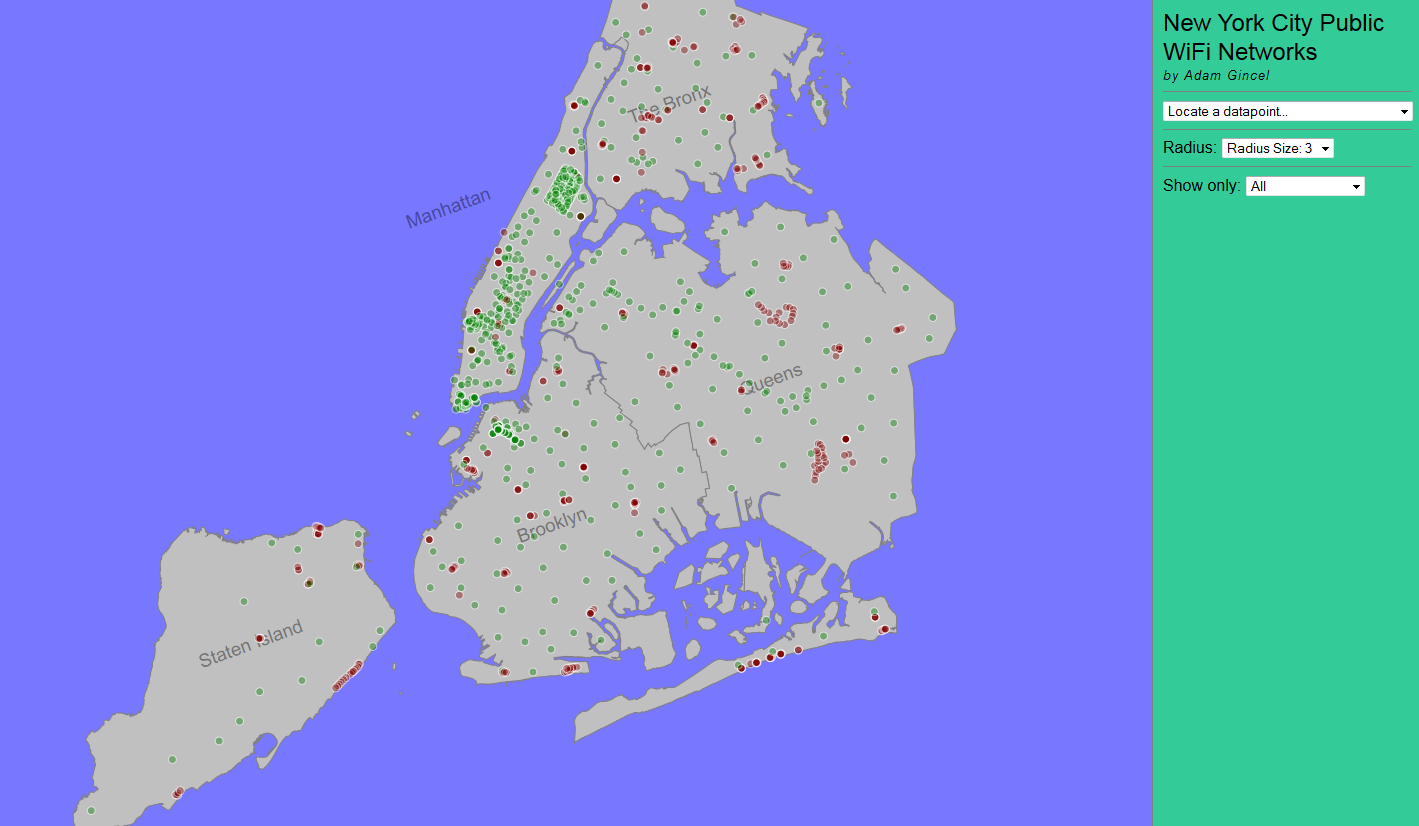 New York City Public
WiFi Networks
by Adam Gincel
Locate a datapoint...
Radius: Radius Size: 3
Show only: All
The Bronx
Manhattan
Queens
Brooklyn
Staten Island